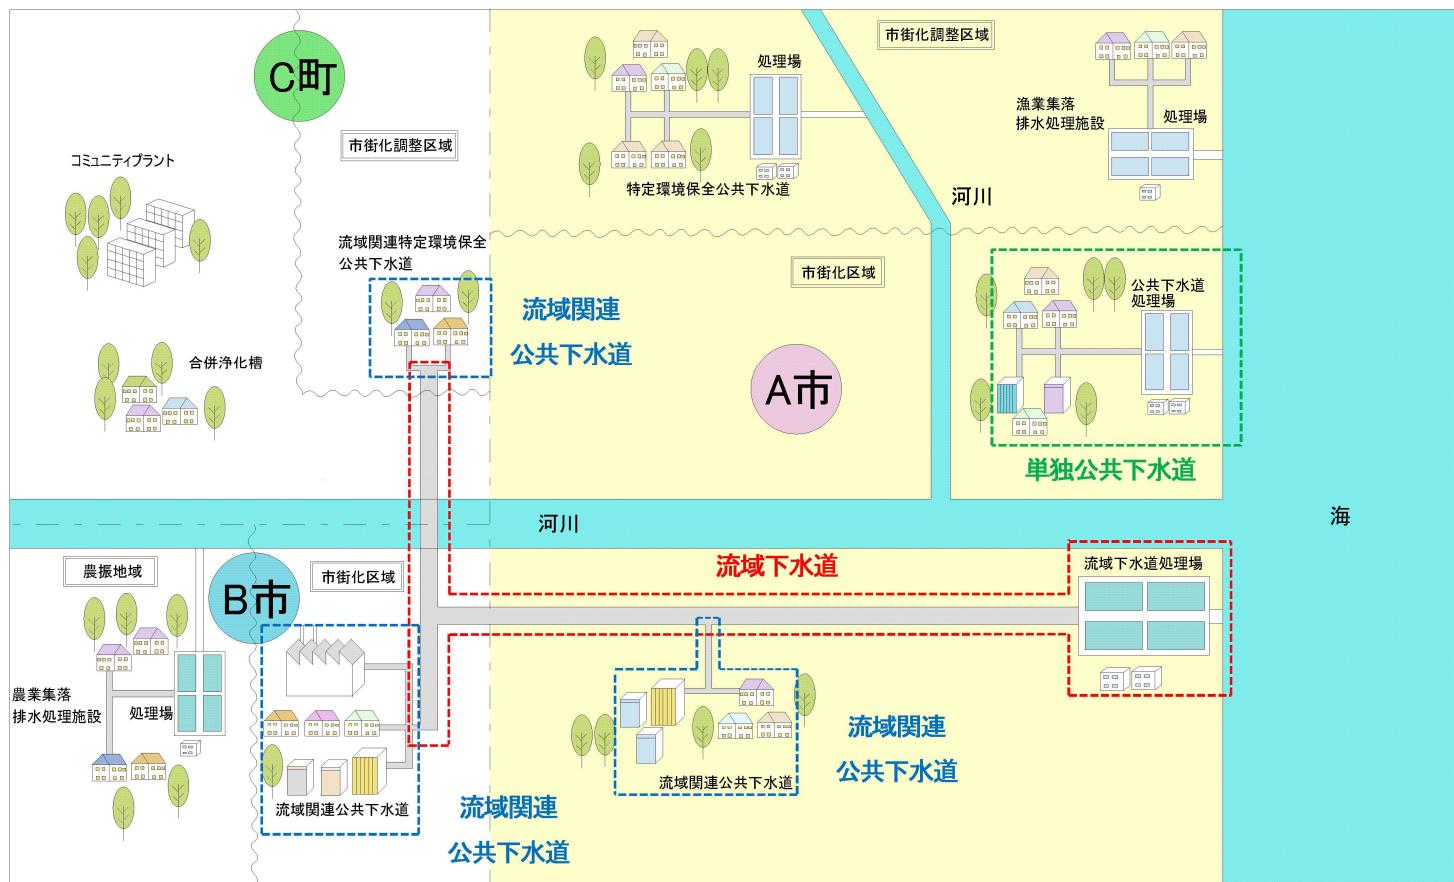 C町
市街化調整区域
処理場
市街化調整区域
漁業集落
排水処理施設
処理場
コミュニティプラント
特定環境保全公共下水道
河川
流域関連特定環境保全
公共下水道
市街化区域
公共下水道
処理場
流域関連
公共下水道
合併浄化槽
A市
単独公共下水道
河川
海
農振地域
B市
市街化区域
流域下水道
流域下水道処理場
農業集落
排水処理施設
処理場
流域関連公共下水道
流域関連
公共下水道
流域関連公共下水道
流域関連
公共下水道